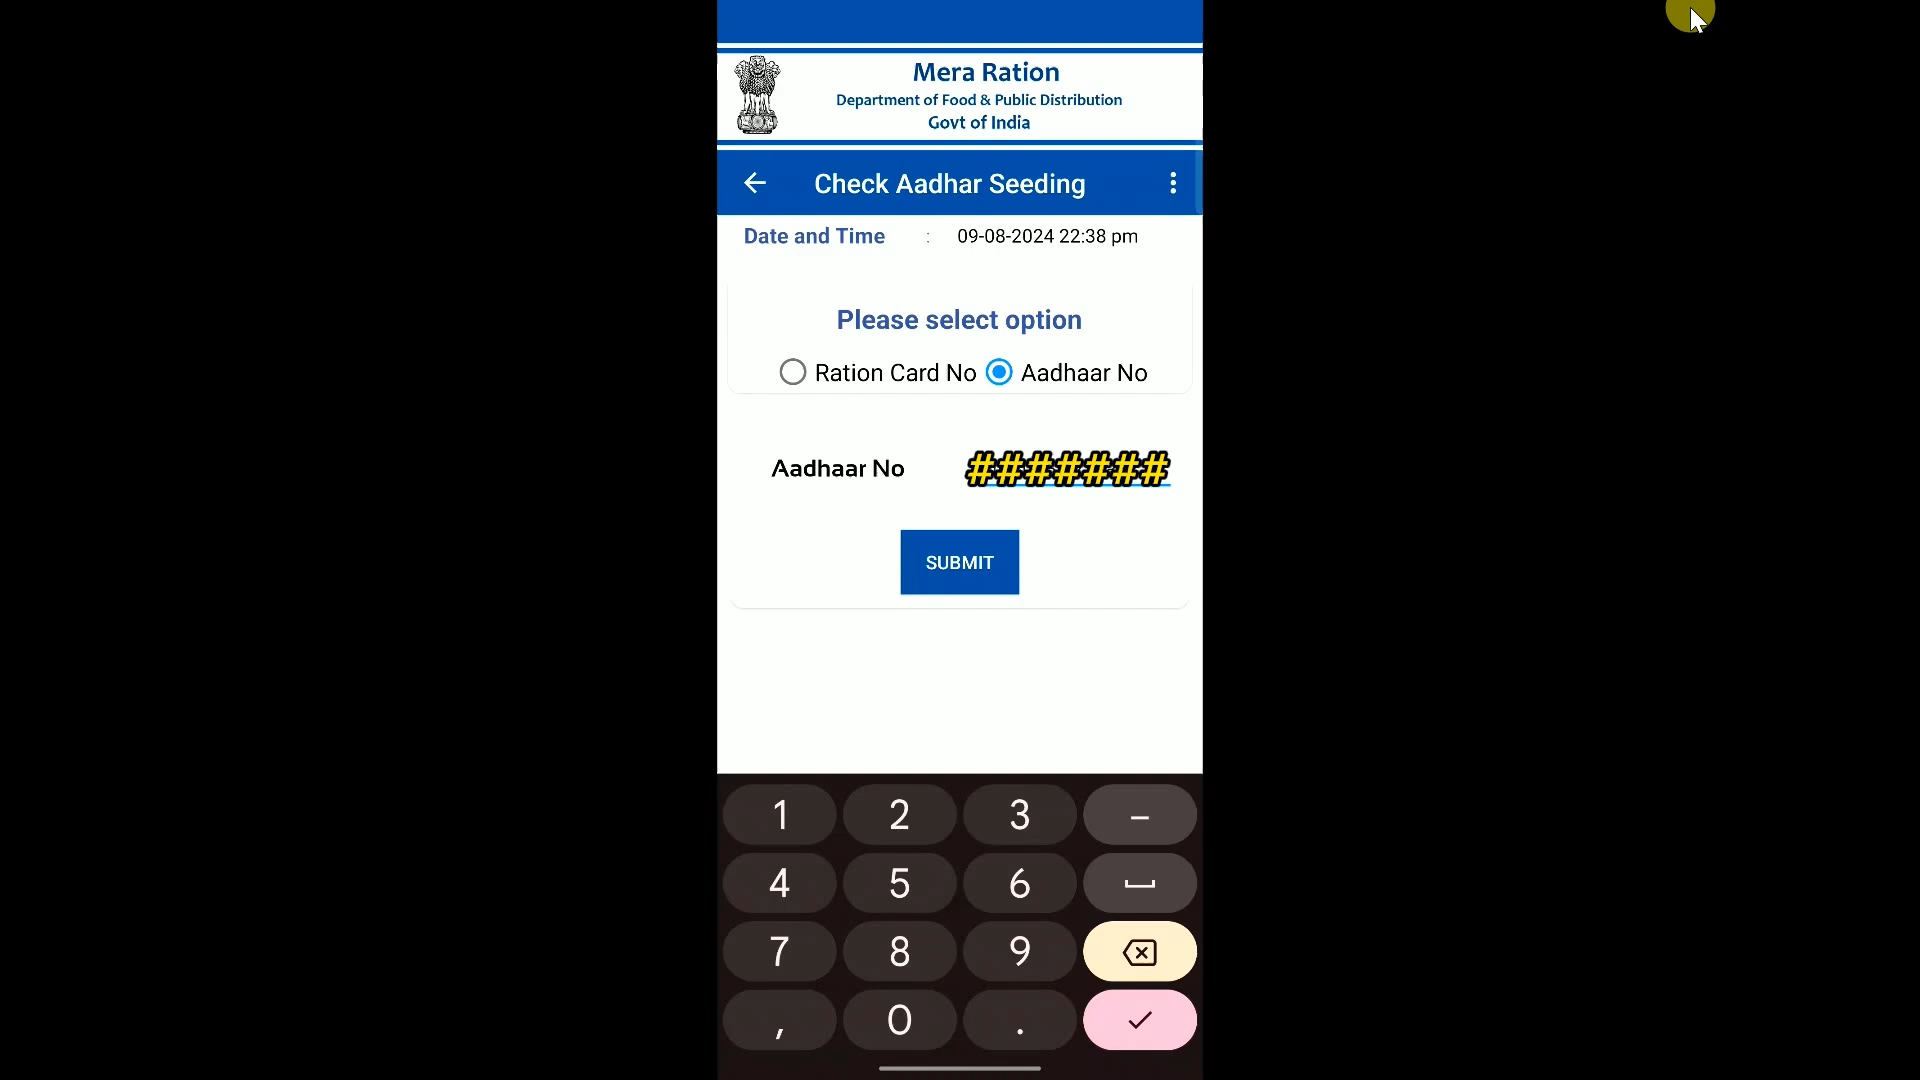 Mera Ration
Department of Food & Public Distribution
Govt of India
Check Aadhar Seeding
Date and Time : 09-08-2024 22:38 pm
Please select option
Ration Card No Aadhaar No
Aadhaar No #######
SUBMIT
1 2 3 –
4 5 6
7 8 9
, 0 .